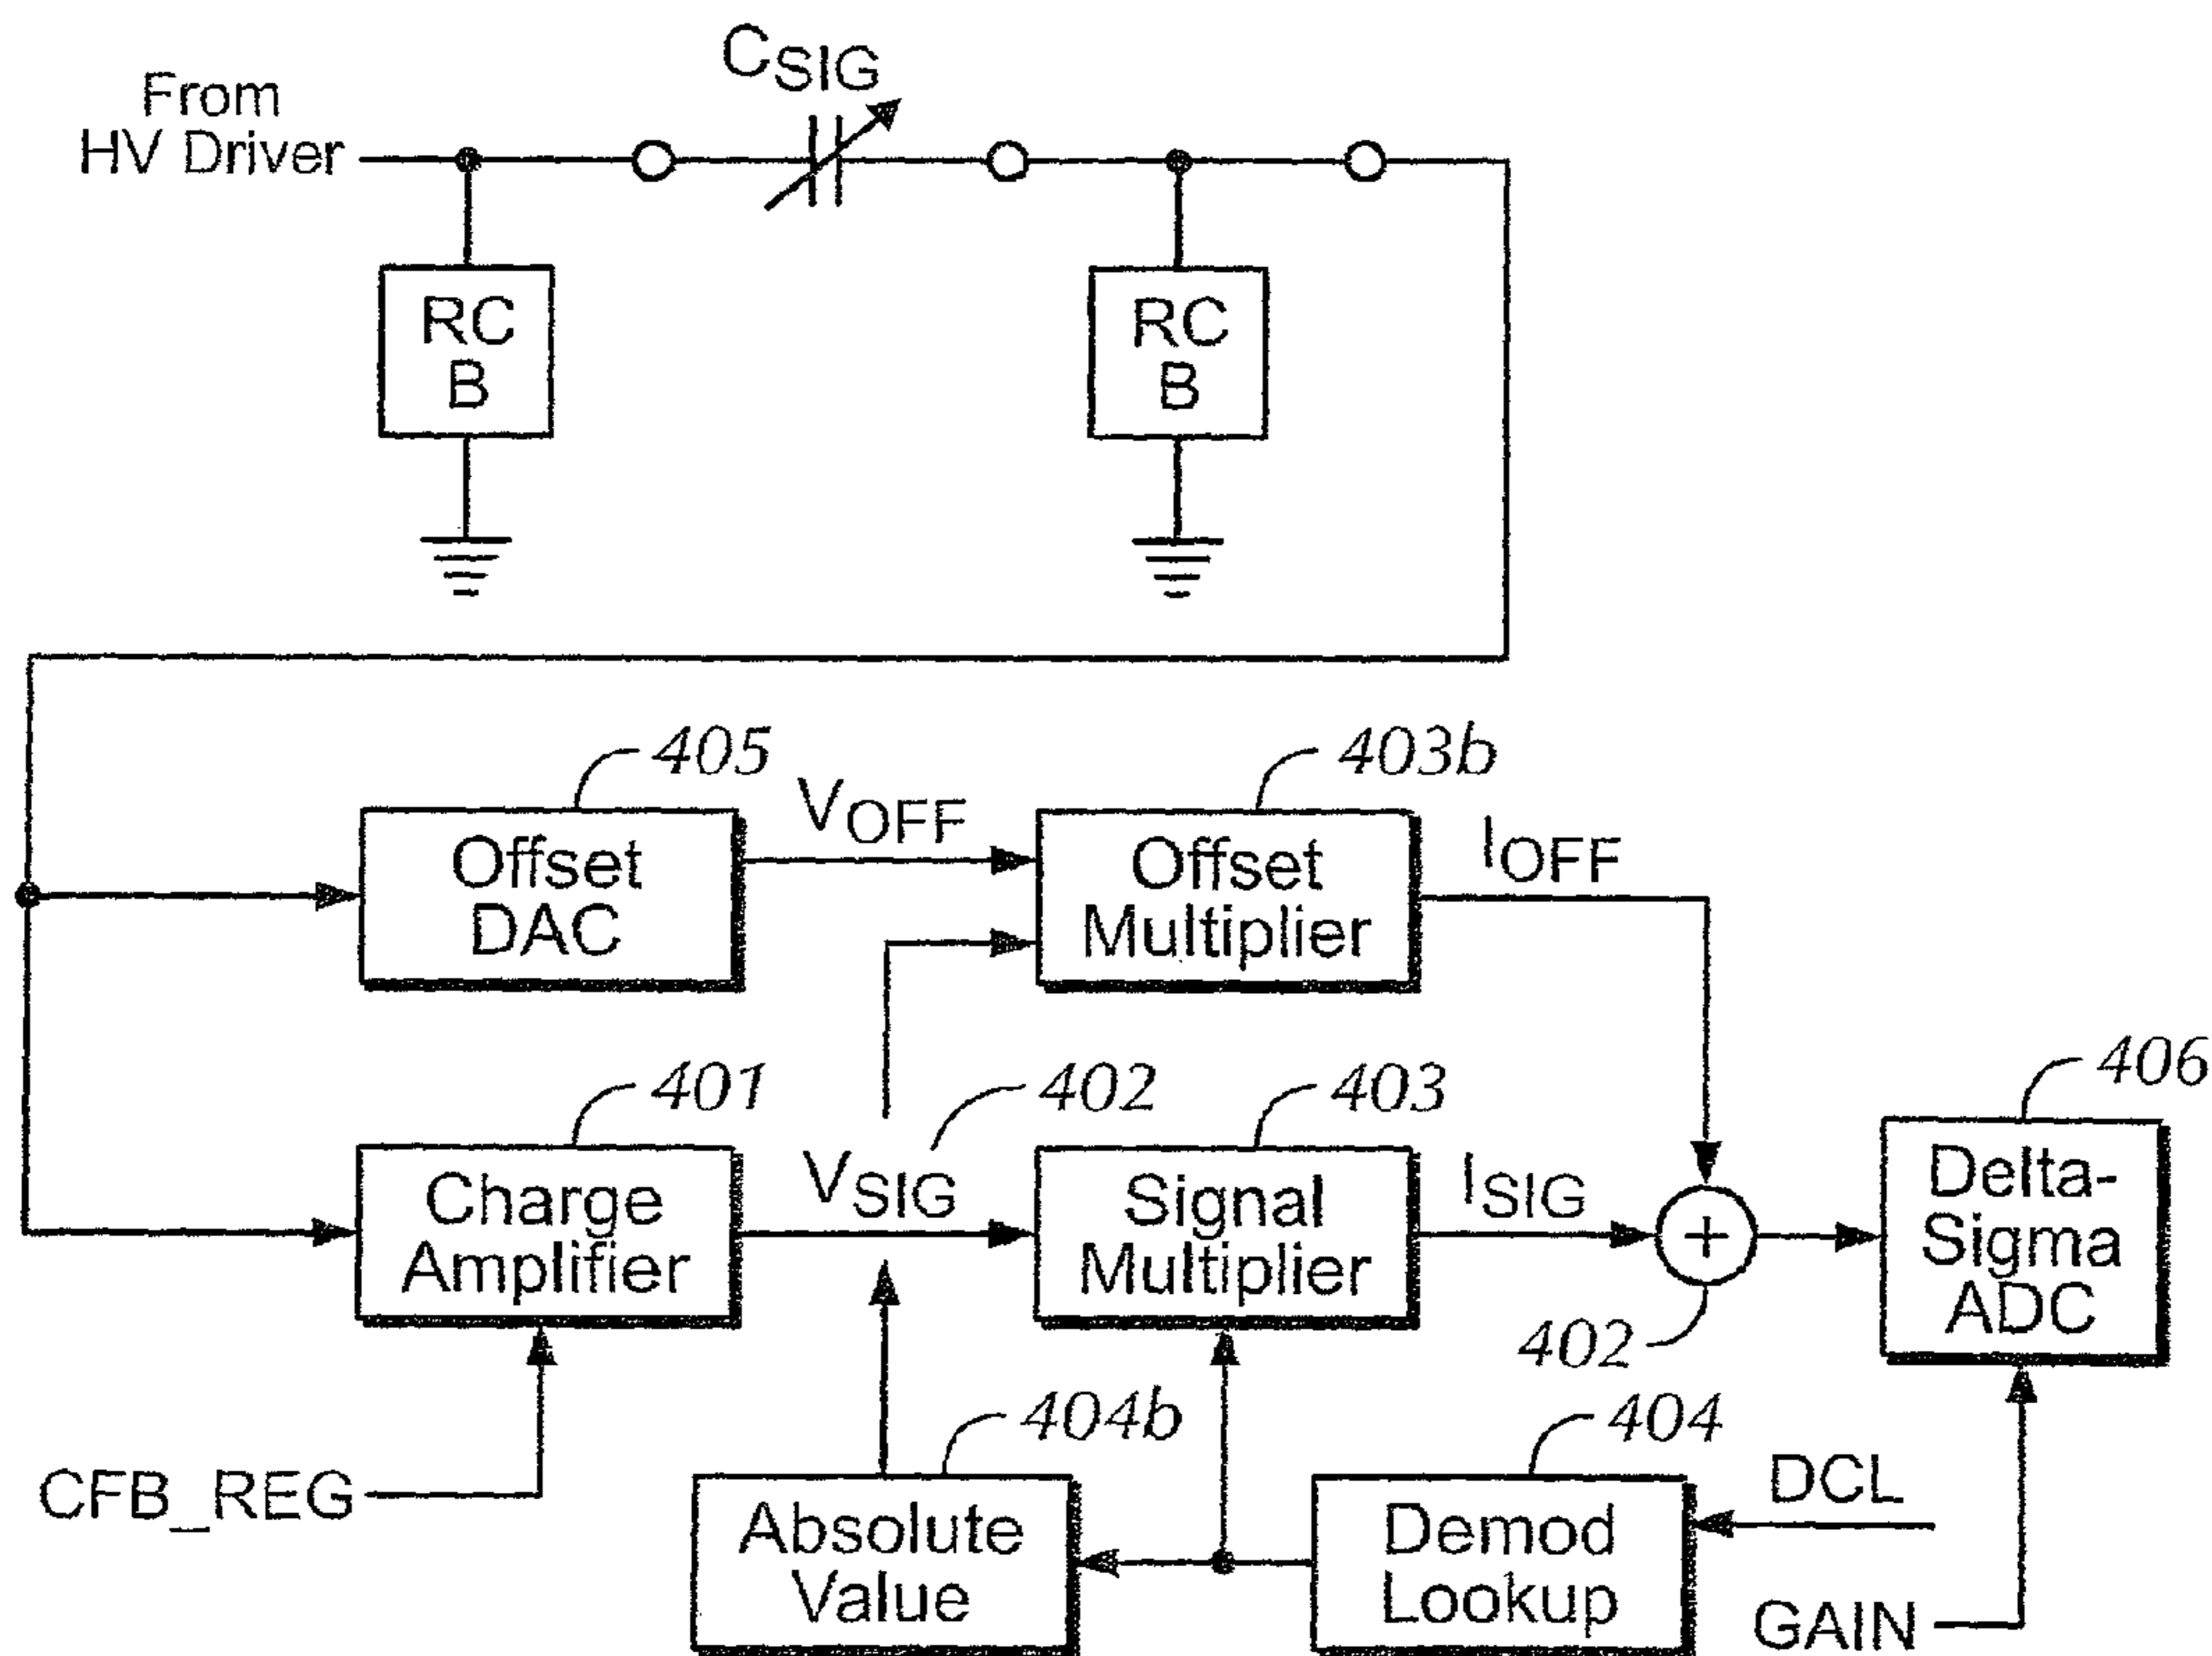 CSIG
From
HV Driver
RC
B
RC
B
405
403b
VOFF
IOFF
Offset
DAC
Offset
Multiplier
401
402
403
406
VSIG
ISIG
Charge
Amplifier
Signal
Multiplier
+
Delta-
Sigma
ADC
402
404b
404
CFB_REG
DCL
Absolute
Value
Demod
Lookup
GAIN